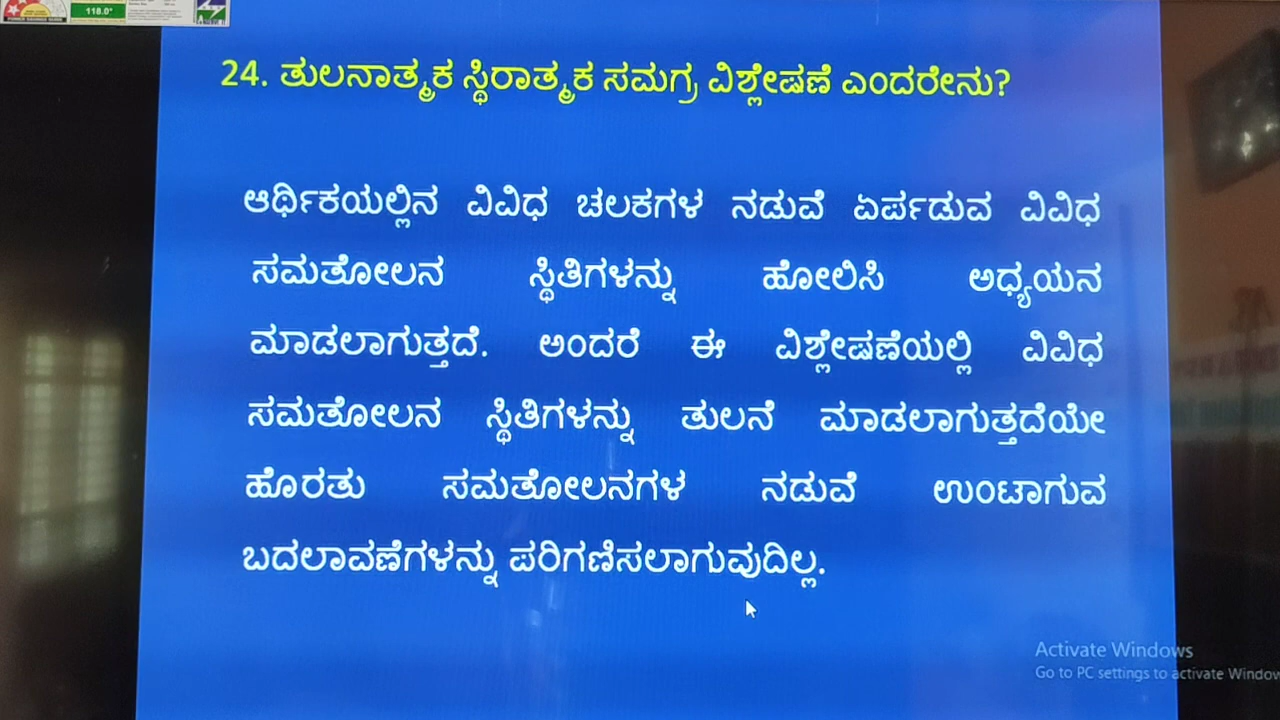 118.0°
24. ತುಲನಾತ್ಮಕ ಸ್ಥಿರಾತ್ಮಕ ಸಮಗ್ರ ವಿಶ್ಲೇಷಣೆ ಎಂದರೇನು?
ಆರ್ಥಿಕಯಲ್ಲಿನ ವಿವಿಧ ಚಲಕಗಳ ನಡುವೆ ಏರ್ಪಡುವ ವಿವಿಧ
ಸಮತೋಲನ ಸ್ಥಿತಿಗಳನ್ನು ಹೋಲಿಸಿ ಅಧ್ಯಯನ
ಮಾಡಲಾಗುತ್ತದೆ. ಅಂದರೆ ಈ ವಿಶ್ಲೇಷಣೆಯಲ್ಲಿ ವಿವಿಧ
ಸಮತೋಲನ ಸ್ಥಿತಿಗಳನ್ನು ತುಲನೆ ಮಾಡಲಾಗುತ್ತದೆಯೇ
ಹೊರತು ಸಮತೋಲನಗಳ ನಡುವೆ ಉಂಟಾಗುವ
ಬದಲಾವಣೆಗಳನ್ನು ಪರಿಗಣಿಸಲಾಗುವುದಿಲ್ಲ.
Activate Windows
Go to PC settings to activate Window